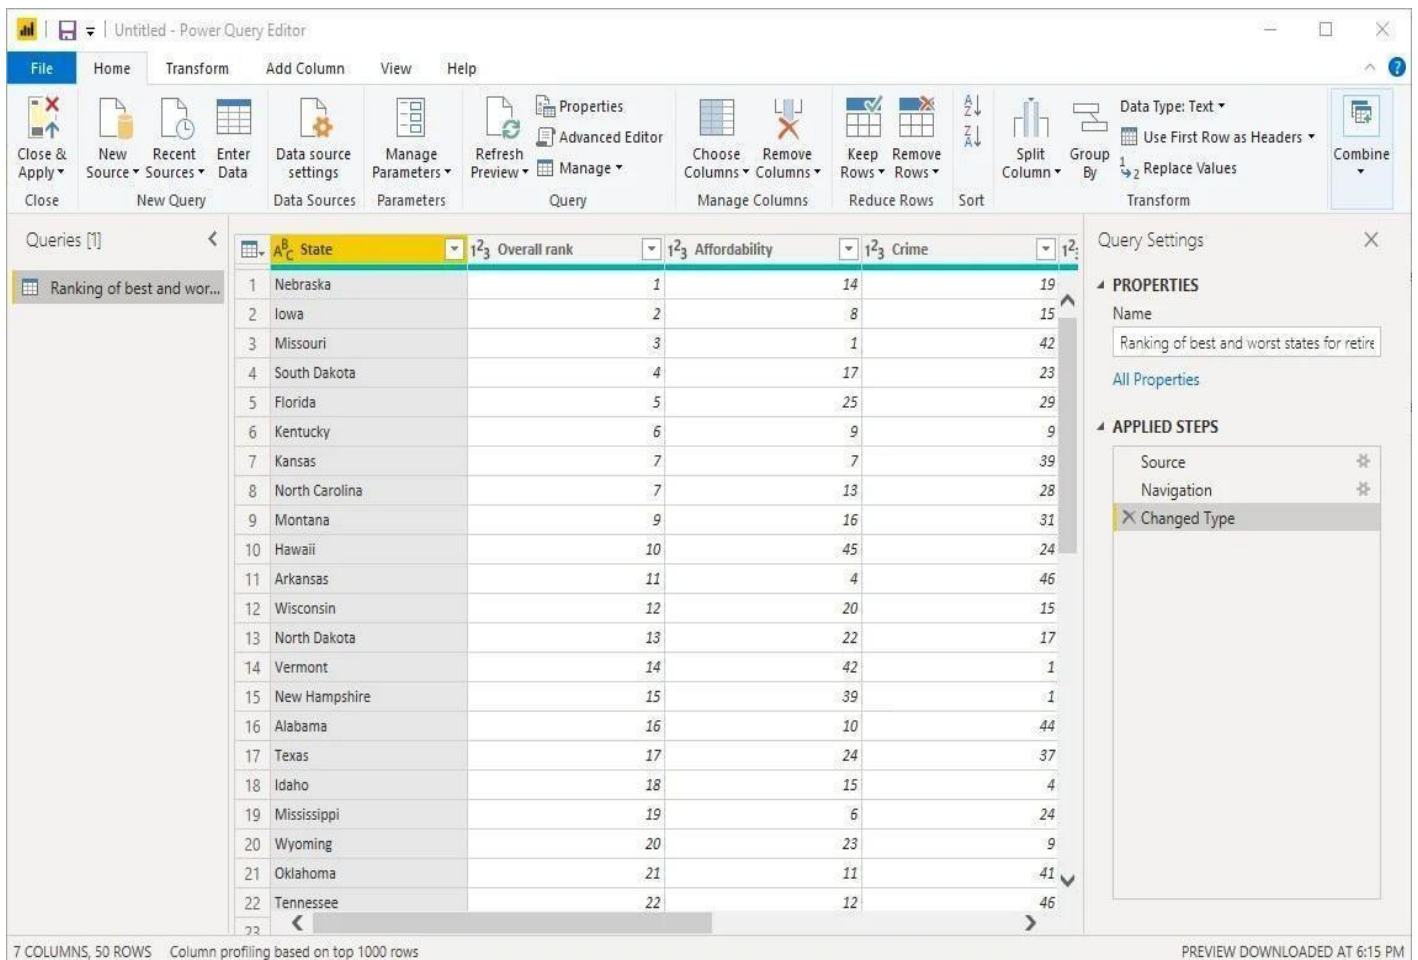 Untitled - Power Query Editor
File Home Transform Add Column View Help
Close & Apply
New Source
Recent Sources
Enter Data
Data source settings
Manage Parameters
Refresh Preview
Properties
Advanced Editor
Manage
Choose Columns
Remove Columns
Keep Rows
Remove Rows
Split Column
Group By
Data Type: Text
Use First Row as Headers
Replace Values
Combine
Close New Query Data Sources Parameters Query Manage Columns Reduce Rows Sort Transform
Queries [1]
Ranking of best and wor...
State Overall rank Affordability Crime
1 Nebraska 1 14 19
2 Iowa 2 8 15
3 Missouri 3 1 42
4 South Dakota 4 17 23
5 Florida 5 25 29
6 Kentucky 6 9 9
7 Kansas 7 7 39
8 North Carolina 7 13 28
9 Montana 9 16 31
10 Hawaii 10 45 24
11 Arkansas 11 4 46
12 Wisconsin 12 20 15
13 North Dakota 13 22 17
14 Vermont 14 42 1
15 New Hampshire 15 39 1
16 Alabama 16 10 44
17 Texas 17 24 37
18 Idaho 18 15 4
19 Mississippi 19 6 24
20 Wyoming 20 23 9
21 Oklahoma 21 11 41
22 Tennessee 22 12 46
23
Query Settings
PROPERTIES
Name
Ranking of best and worst states for retire
All Properties
APPLIED STEPS
Source
Navigation
Changed Type
7 COLUMNS, 50 ROWS Column profiling based on top 1000 rows
PREVIEW DOWNLOADED AT 6:15 PM